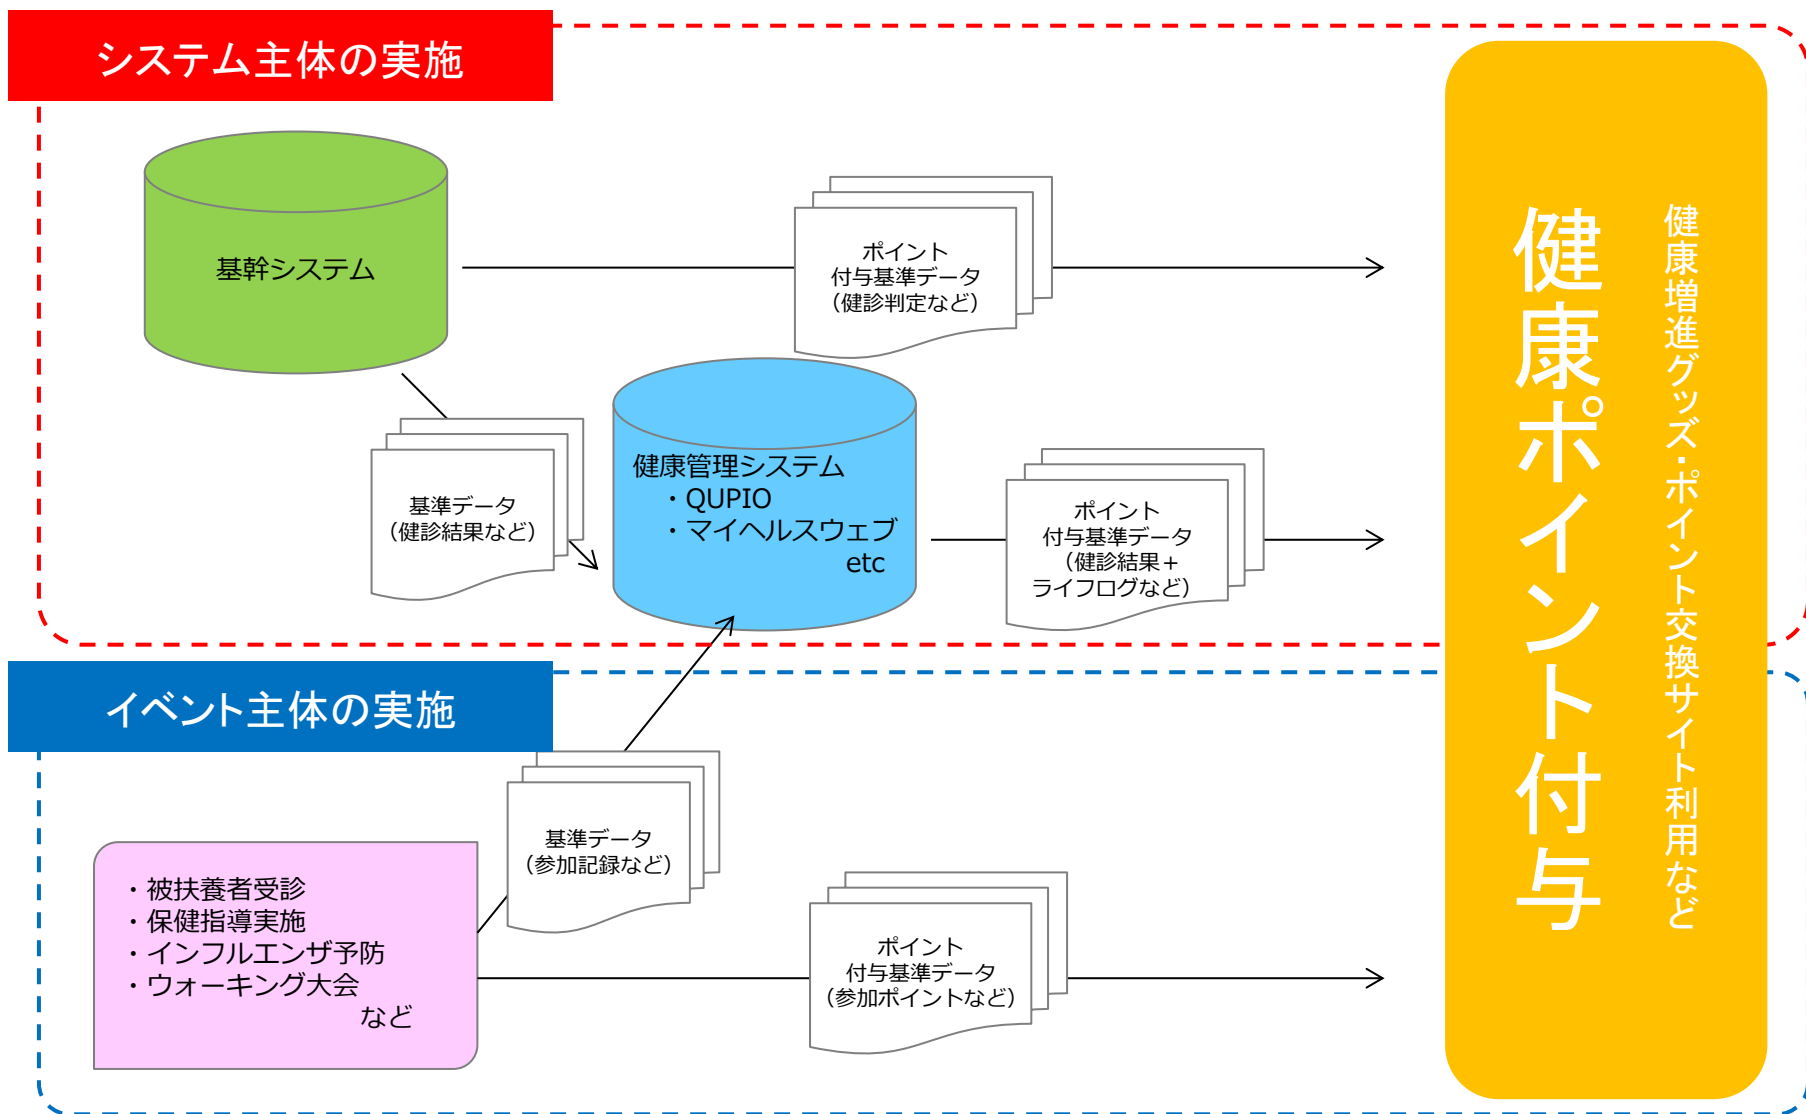 システム主体の実施
基幹システム
ポイント
付与基準データ
（健診判定など）
基準データ
（健診結果など）
健康管理システム
・QUPIO
・マイヘルスウェブ
etc
ポイント
付与基準データ
（健診結果＋
ライフログなど）
イベント主体の実施
・被扶養者受診
・保健指導実施
・インフルエンザ予防
・ウォーキング大会
など
基準データ
（参加記録など）
ポイント
付与基準データ
（参加ポイントなど）
健康増進グッズ・ポイント交換サイト利用など
健康ポイント付与